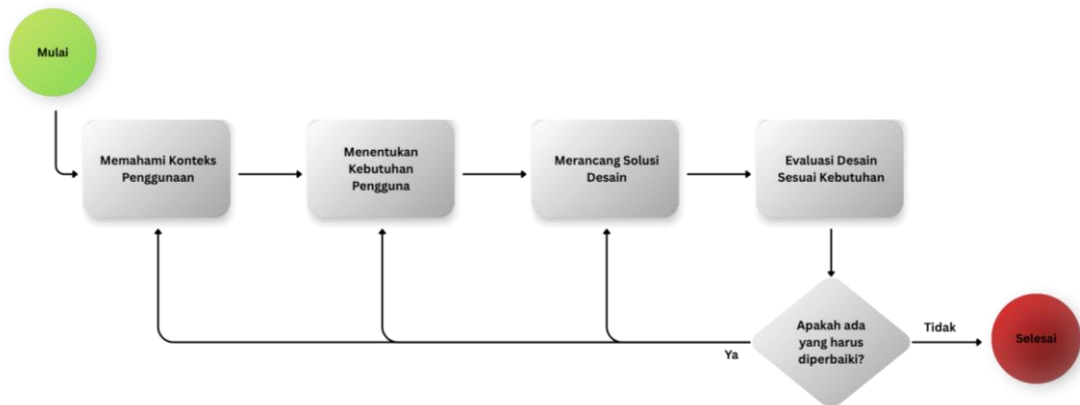 Mulai
Memahami Konteks
Penggunaan
Menentukan
Kebutuhan
Pengguna
Merancang Solusi
Desain
Evaluasi Desain
Sesuai Kebutuhan
Apakah ada
yang harus
diperbaiki?
Ya
Tidak
Selesai